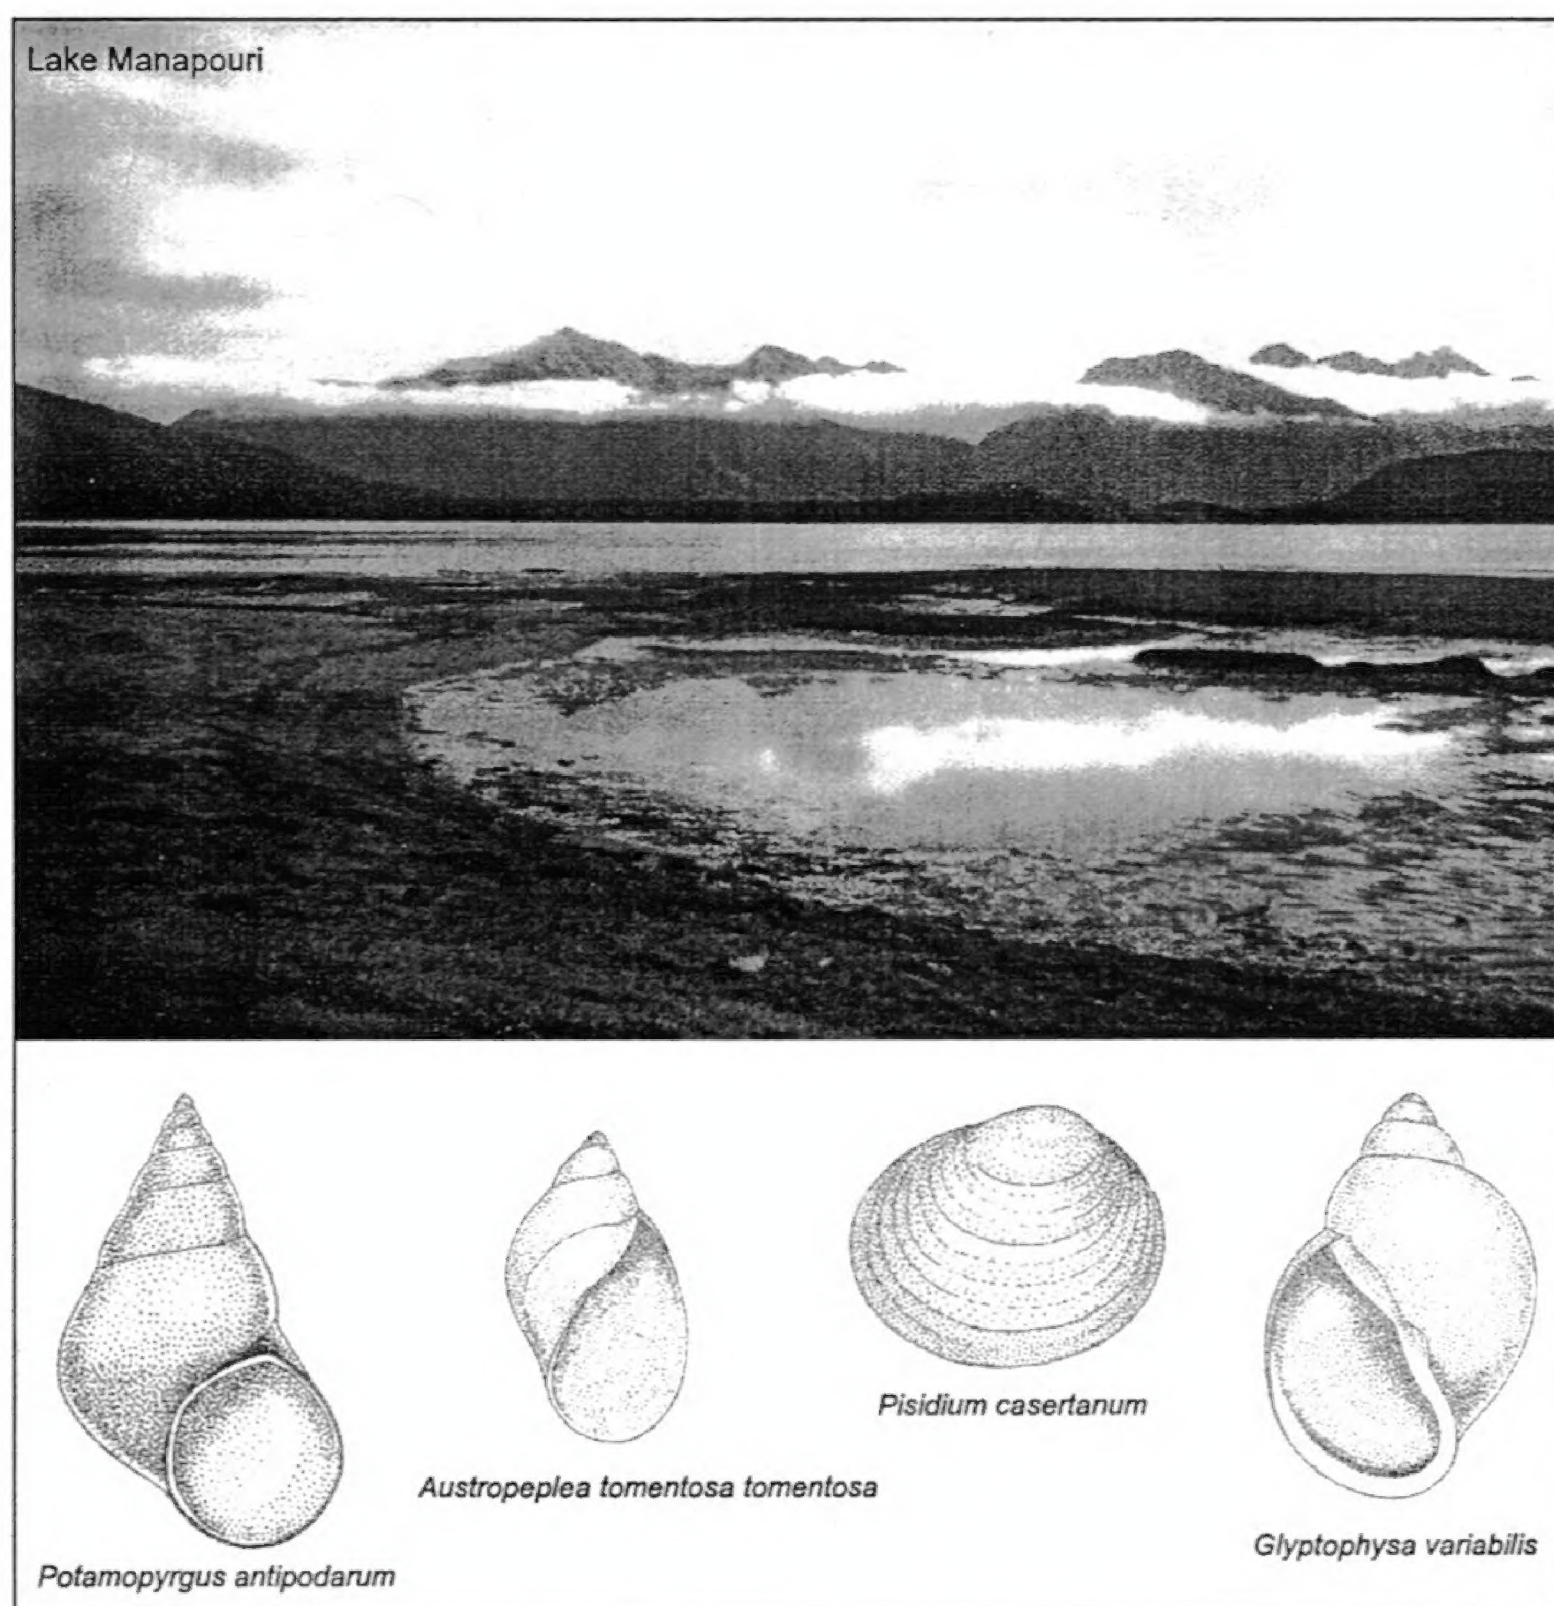 Lake Manapouri
Pisidium casertanum
Austropeplea tomentosa tomentosa
Glyptophysa variabilis
Potamopyrgus antipodarum